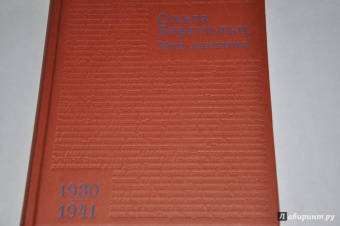 Ольга
Берггольц
Мой дневник
1930
1941
Лабиринт.ру